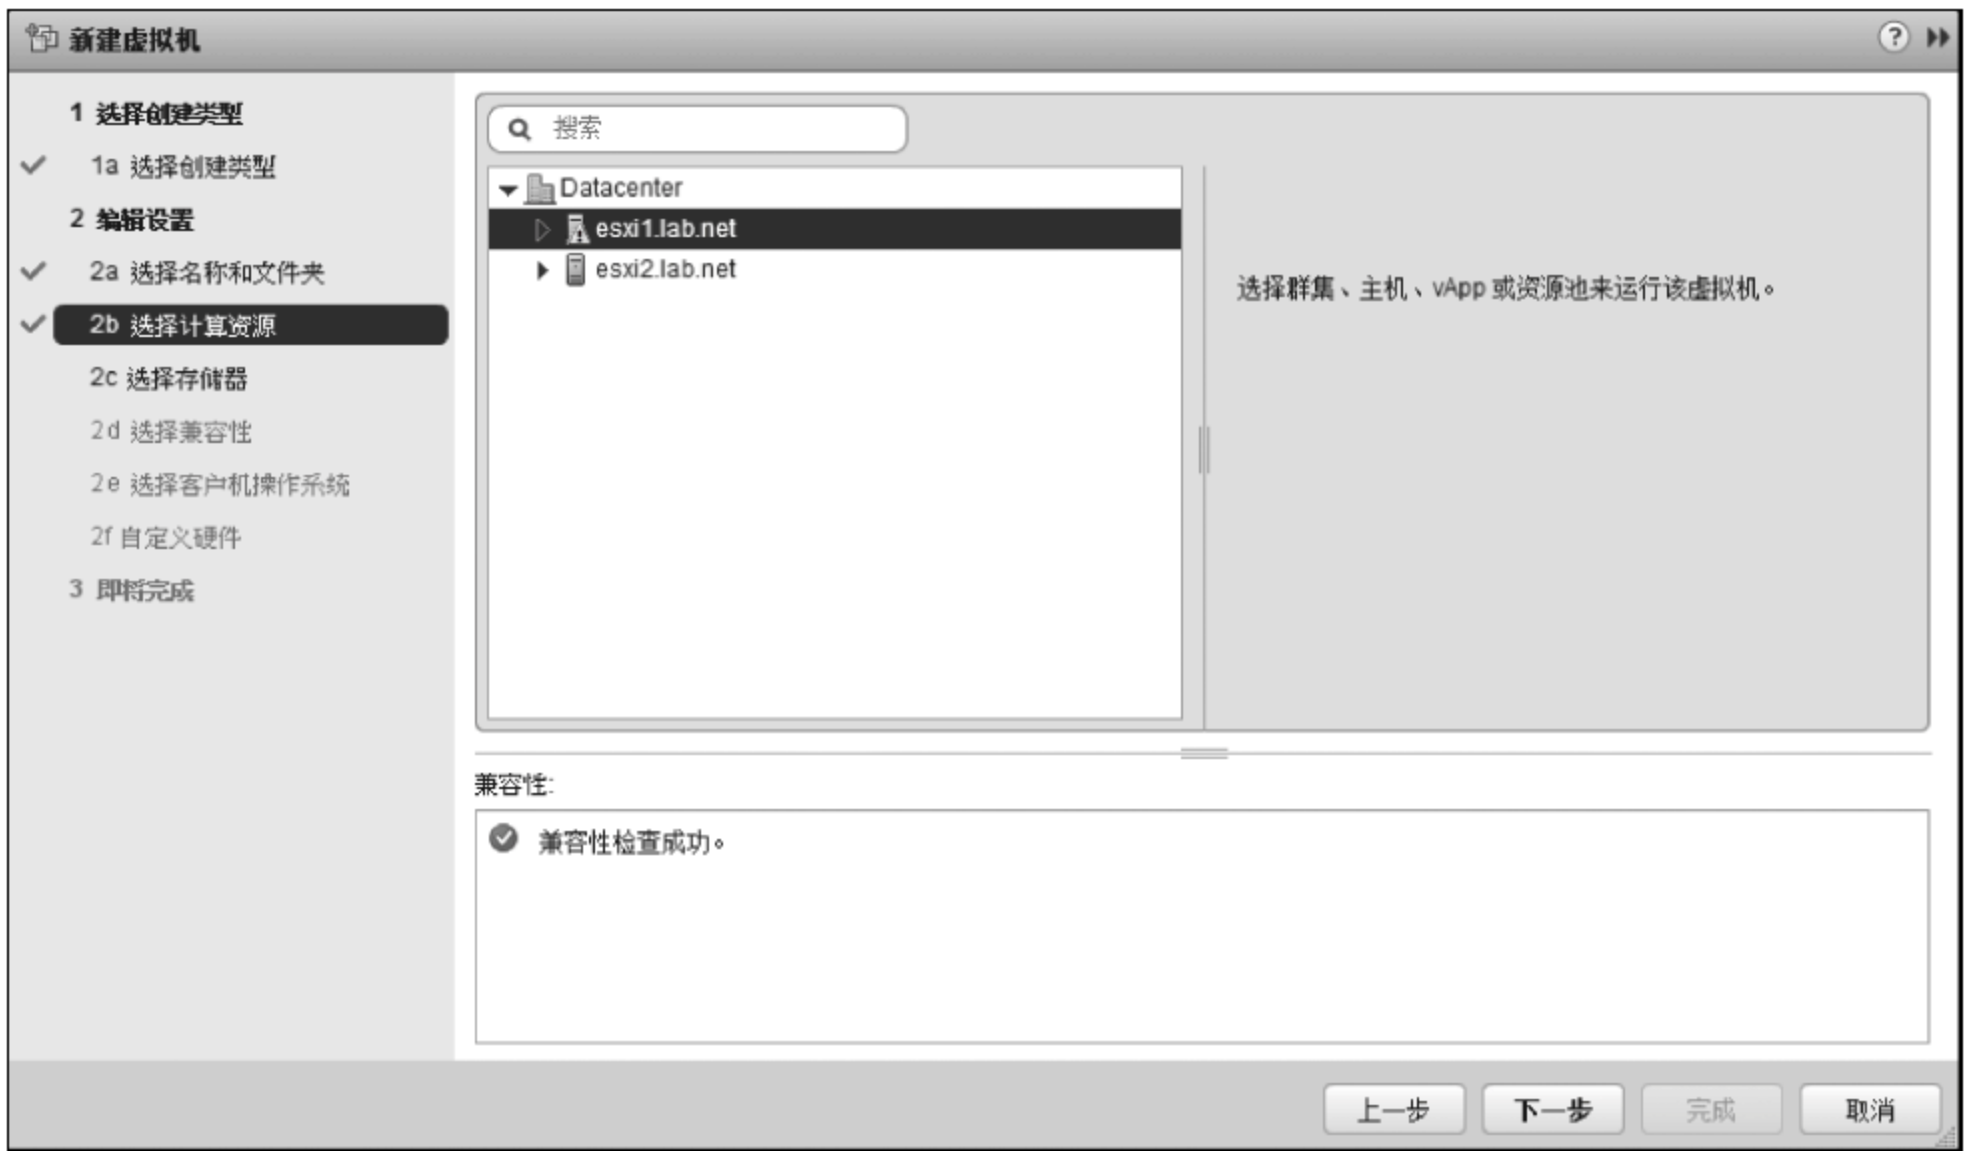 新建虚拟机
1 选择创建类型
1a 选择创建类型
2 编辑设置
2a 选择名称和文件夹
2b 选择计算资源
2c 选择存储器
2d 选择兼容性
2e 选择客户机操作系统
2f 自定义硬件
3 即将完成
搜索
Datacenter
esxi1.lab.net
esxi2.lab.net
选择群集、主机、vApp 或资源池来运行该虚拟机。
兼容性:
兼容性检查成功。
上一步
下一步
完成
取消